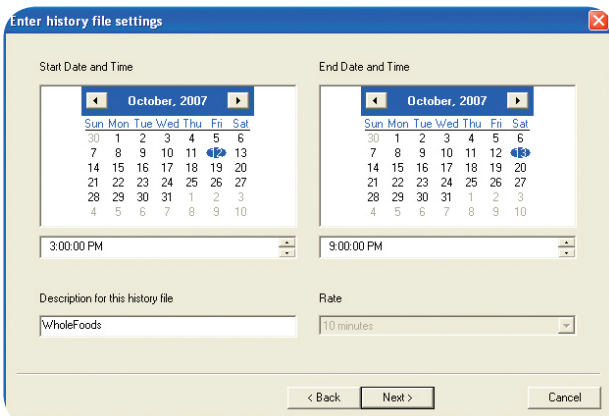 Enter history file settings
Start Date and Time
End Date and Time
October, 2007
Sun Mon Tue Wed Thu Fri Sat
30 1 2 3 4 5 6
7 8 9 10 11 12 13
14 15 16 17 18 19 20
21 22 23 24 25 26 27
28 29 30 31 1 2 3
4 5 6 7 8 9 10
October, 2007
Sun Mon Tue Wed Thu Fri Sat
30 1 2 3 4 5 6
7 8 9 10 11 12 13
14 15 16 17 18 19 20
21 22 23 24 25 26 27
28 29 30 31 1 2 3
4 5 6 7 8 9 10
3:00:00 PM
9:00:00 PM
Description for this history file
Rate
WholeFoods
10 minutes
< Back
Next >
Cancel